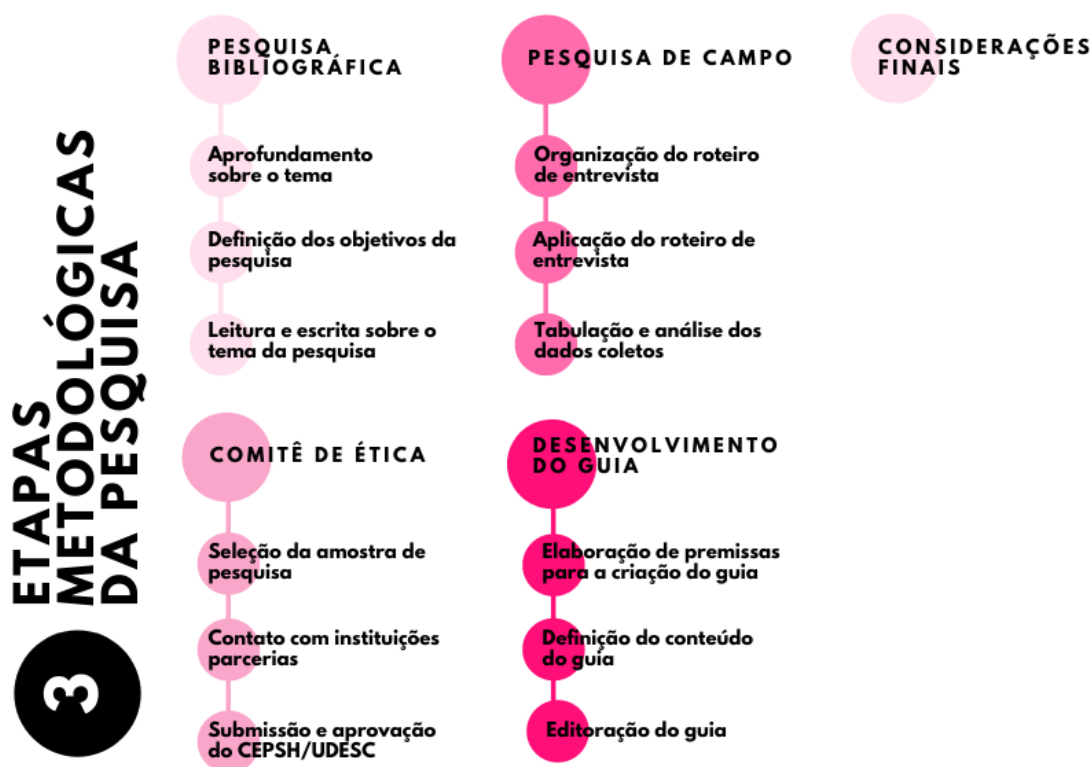 ETAPAS
METODOLÓGICAS
DA PESQUISA
3
PESQUISA
BIBLIOGRÁFICA
Aprofundamento
sobre o tema
Definição dos objetivos da
pesquisa
Leitura e escrita sobre o
tema da pesquisa
COMITÊ DE ÉTICA
Seleção da amostra de
pesquisa
Contato com instituições
parcerias
Submissão e aprovação
do CEPSH/UDESC
PESQUISA DE CAMPO
Organização do roteiro
de entrevista
Aplicação do roteiro de
entrevista
Tabulação e análise dos
dados coletos
DESENVOLVIMENTO
DO GUIA
Elaboração de premissas
para a criação do guia
Definição do conteúdo
do guia
Editoração do guia
CONSIDERAÇÕES
FINAIS